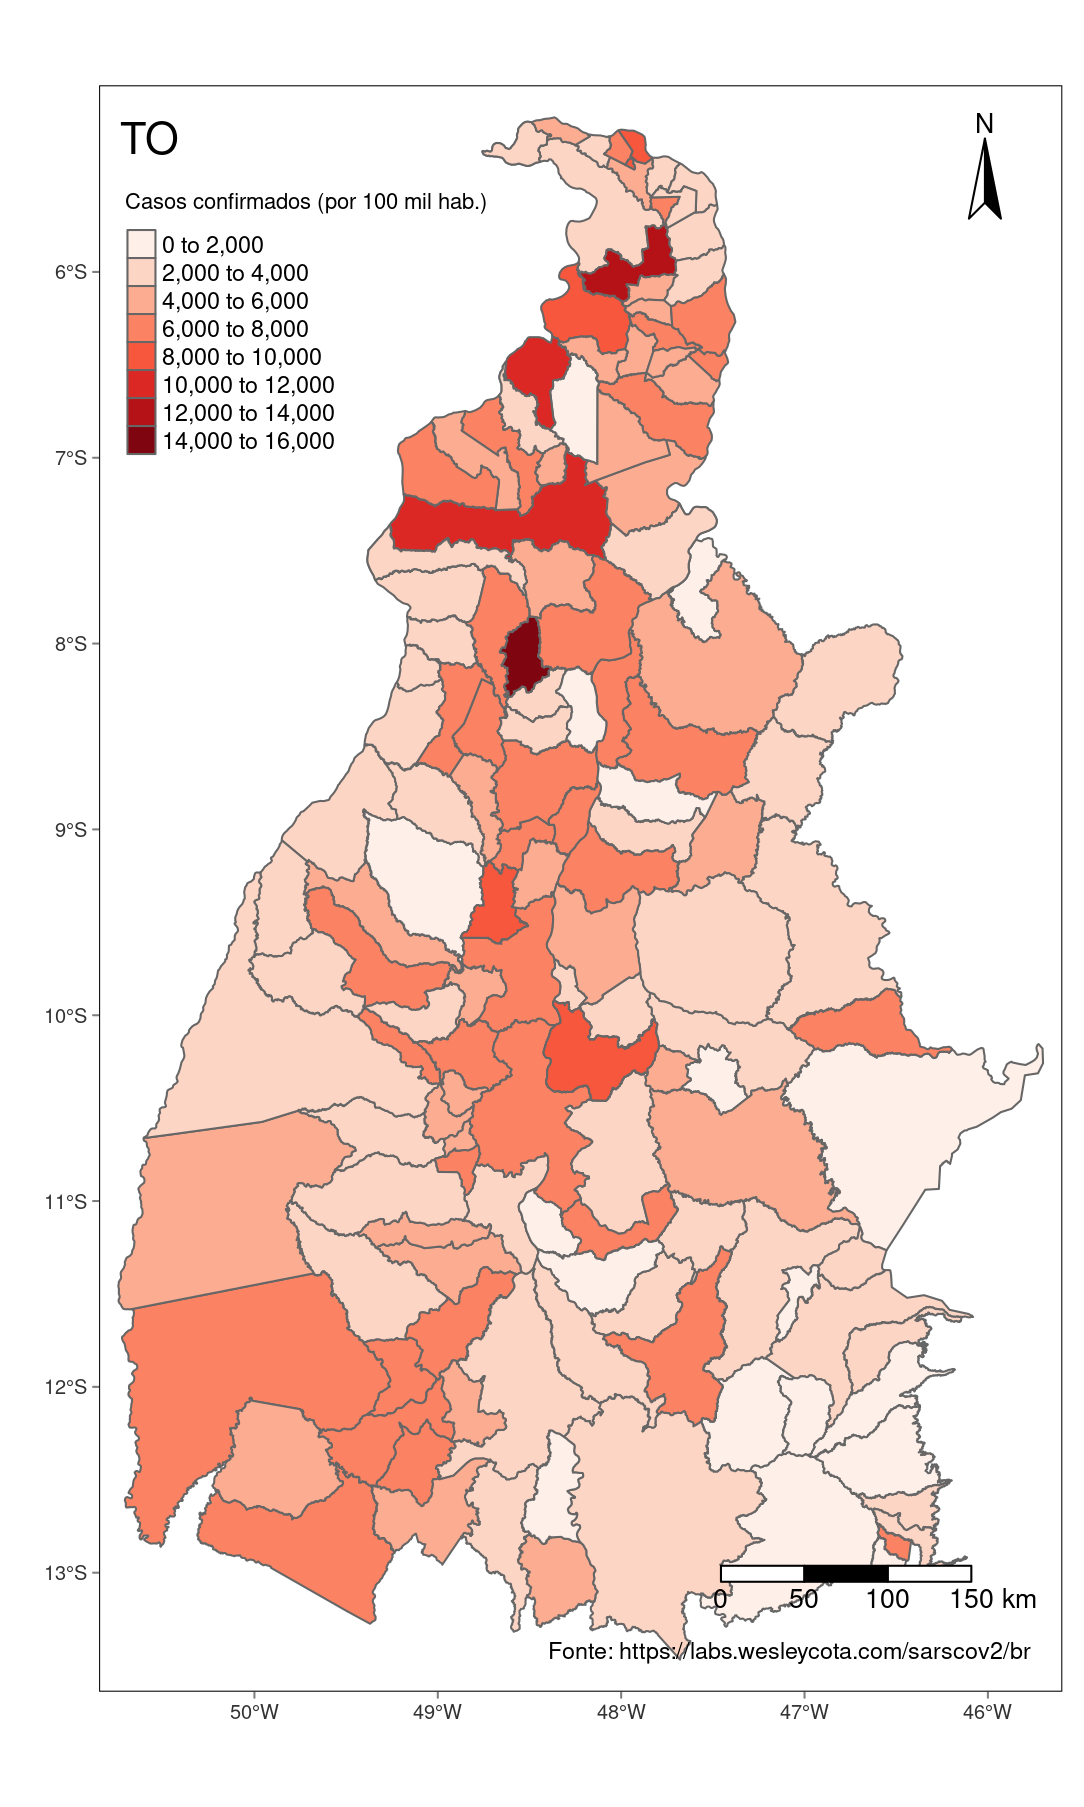 TO
N
Casos confirmados (por 100 mil hab.)
0 to 2,000
2,000 to 4,000
4,000 to 6,000
6,000 to 8,000
8,000 to 10,000
10,000 to 12,000
12,000 to 14,000
14,000 to 16,000
6°S
7°S
8°S
9°S
10°S
11°S
12°S
13°S
0 50 100 150 km
Fonte: https://labs.wesleycota.com/sarscov2/br
50°W 49°W 48°W 47°W 46°W